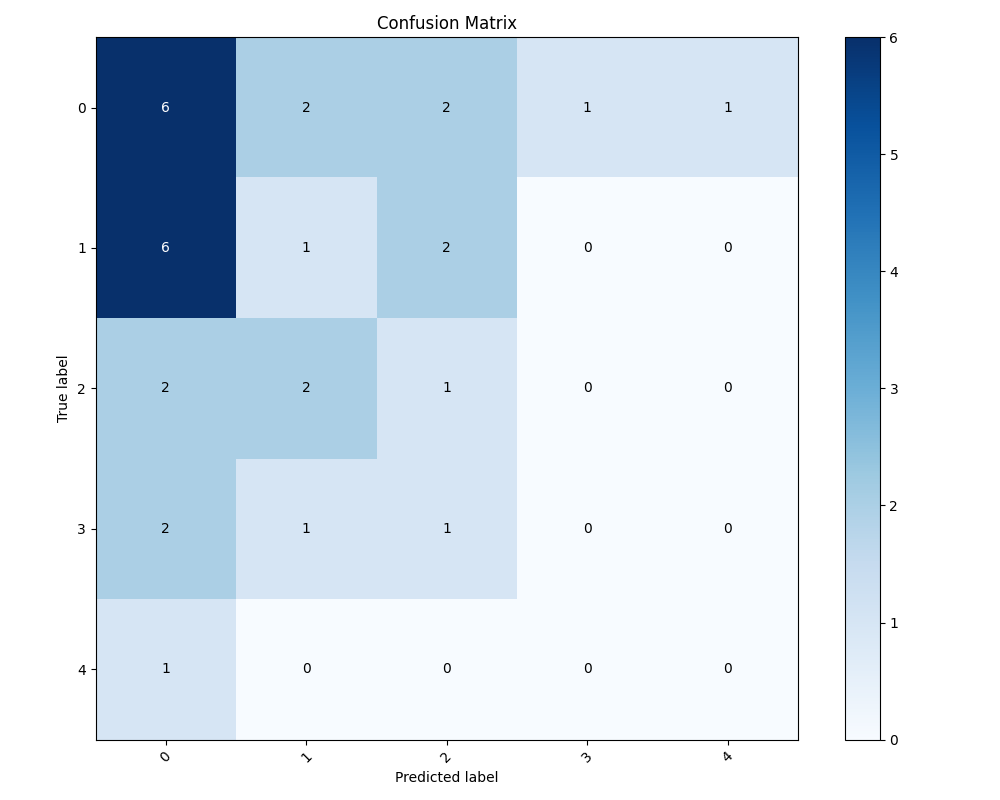 Confusion Matrix
0 6 2 2 1 1
1 6 1 2 0 0
2 2 2 1 0 0
3 2 1 1 0 0
4 1 0 0 0 0
0 1 2 3 4
True label
Predicted label
6
5
4
3
2
1
0